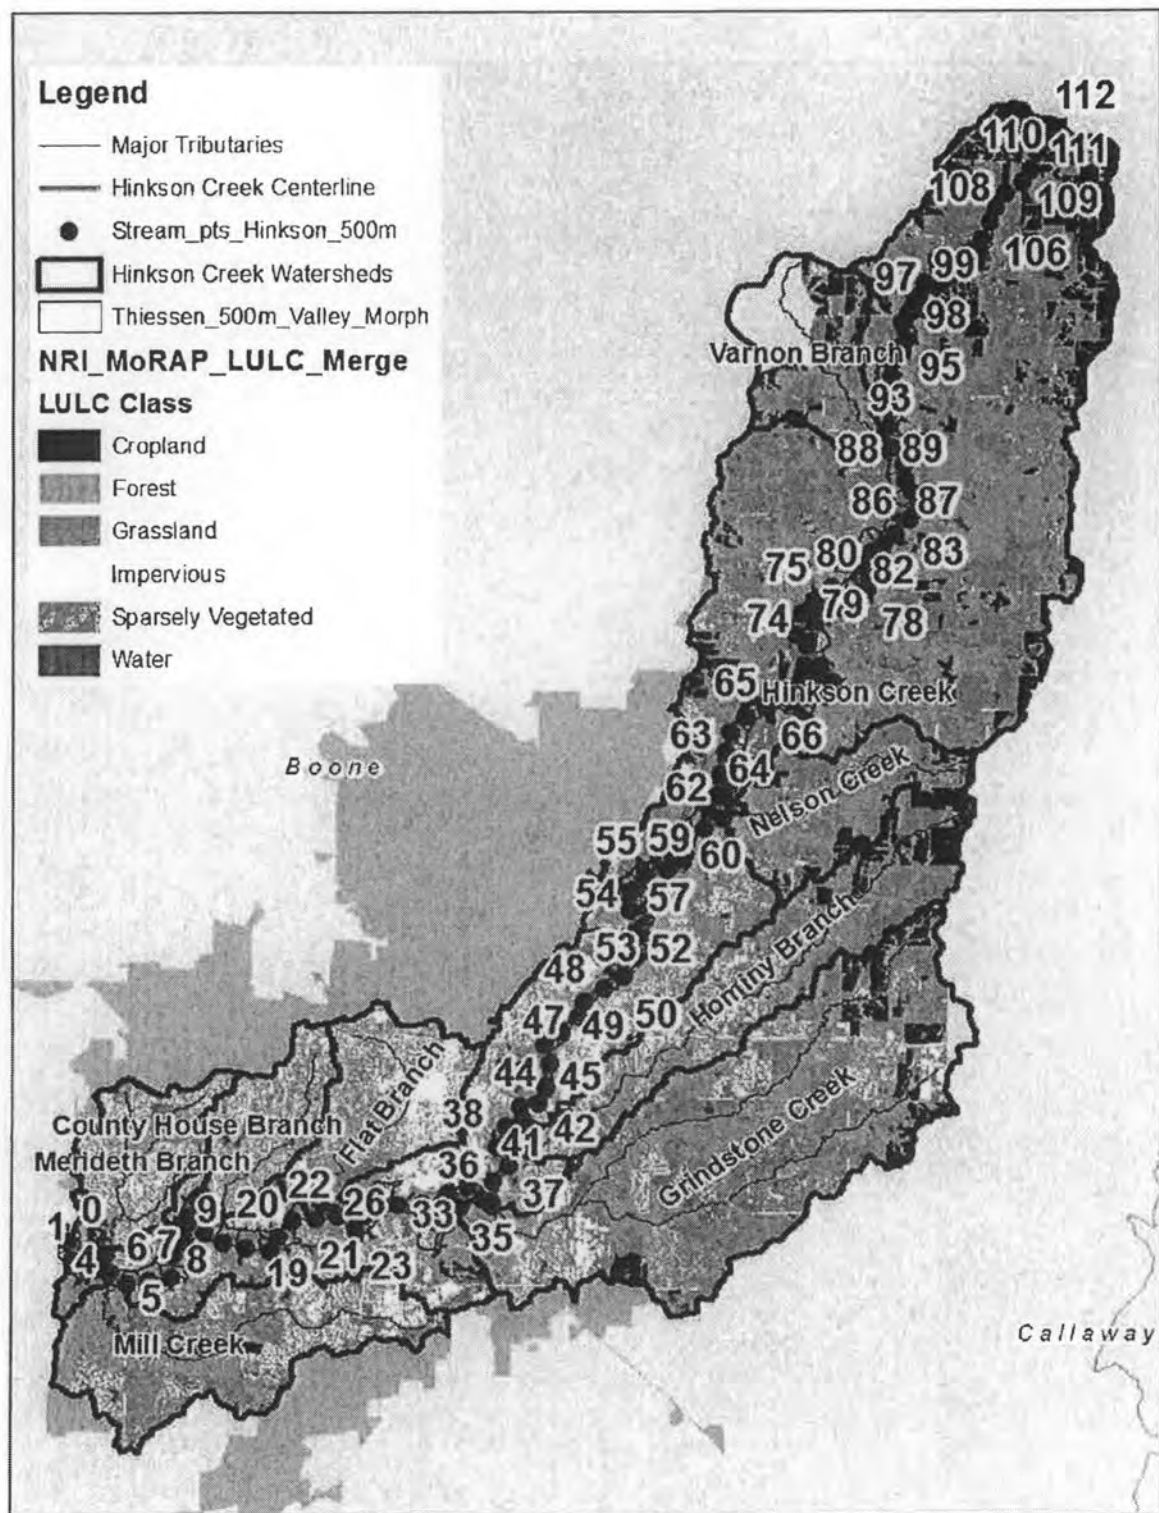 Legend
Major Tributaries
Hinkson Creek Centerline
Stream_pts_Hinkson_500m
Hinkson Creek Watersheds
Thiessen_500m_Valley_Morph
NRI_MoRAP_LULC_Merge
LULC Class
Cropland
Forest
Grassland
Impervious
Sparsely Vegetated
Water
112
110
111
108
109
106
99
97
98
Varnon Branch
95
93
88
89
86
87
80
83
75
82
79
74
78
65
Hinkson Creek
63
66
Boone
64
62
Nelson Creek
55
59
60
54
57
53
52
48
Hominy Branch
50
47
49
44
45
Flat Branch
Grindstone Creek
38
County House Branch
42
41
Merideth Branch
36
37
22
0
20
26
9
33
1
6
7
35
4
8
21
23
19
5
Mill Creek
Callaway